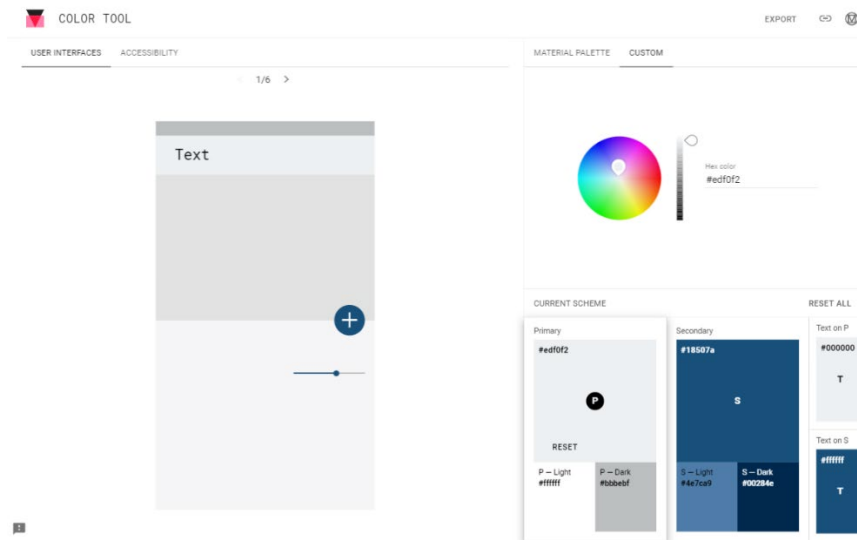 COLOR TOOL
EXPORT
USER INTERFACES
ACCESSIBILITY
1/6
Text
MATERIAL PALETTE
CUSTOM
Hex color
#edf0f2
CURRENT SCHEME
RESET ALL
Primary
#edf0f2
P
RESET
P – Light
#ffffff
P – Dark
#bbbebf
Secondary
#18507a
S
S – Light
#4e7ca9
S – Dark
#00284e
Text on P
#000000
T
Text on S
#ffffff
T